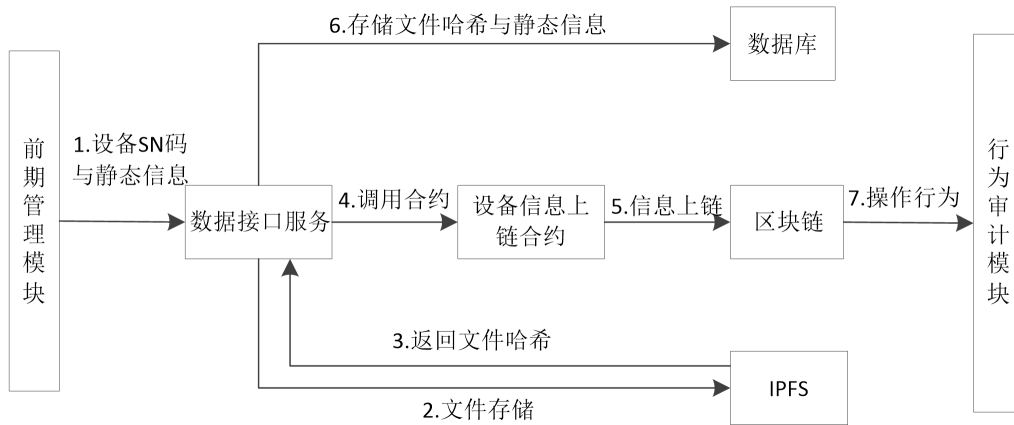 6.存储文件哈希与静态信息
数据库
前期管理模块
1.设备SN码
与静态信息
数据接口服务
4.调用合约
设备信息上
链合约
5.信息上链
区块链
7.操作行为
行为审计模块
3.返回文件哈希
2.文件存储
IPFS